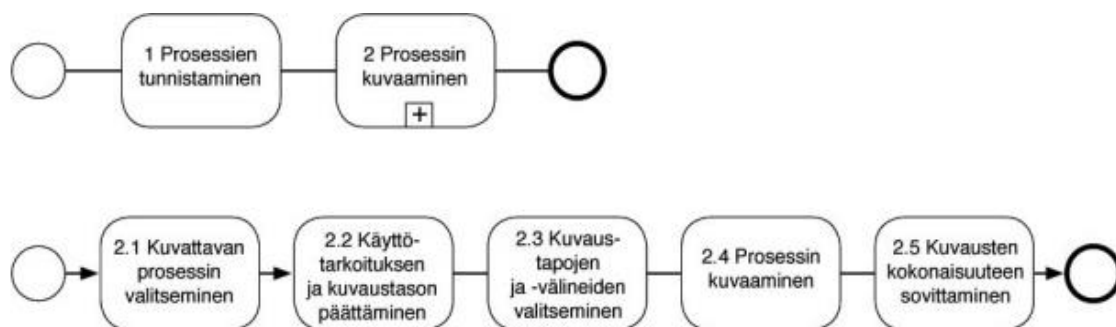 1 Prosessien
tunnistaminen
2 Prosessin
kuvaaminen
2.1 Kuvattavan
prosessin
valitseminen
2.2 Käyttö-
tarkoituksen
ja kuvaustason
päättäminen
2.3 Kuvaus-
tapojen
ja -välineiden
valitseminen
2.4 Prosessin
kuvaaminen
2.5 Kuvausten
kokonaisuuteen
sovittaminen